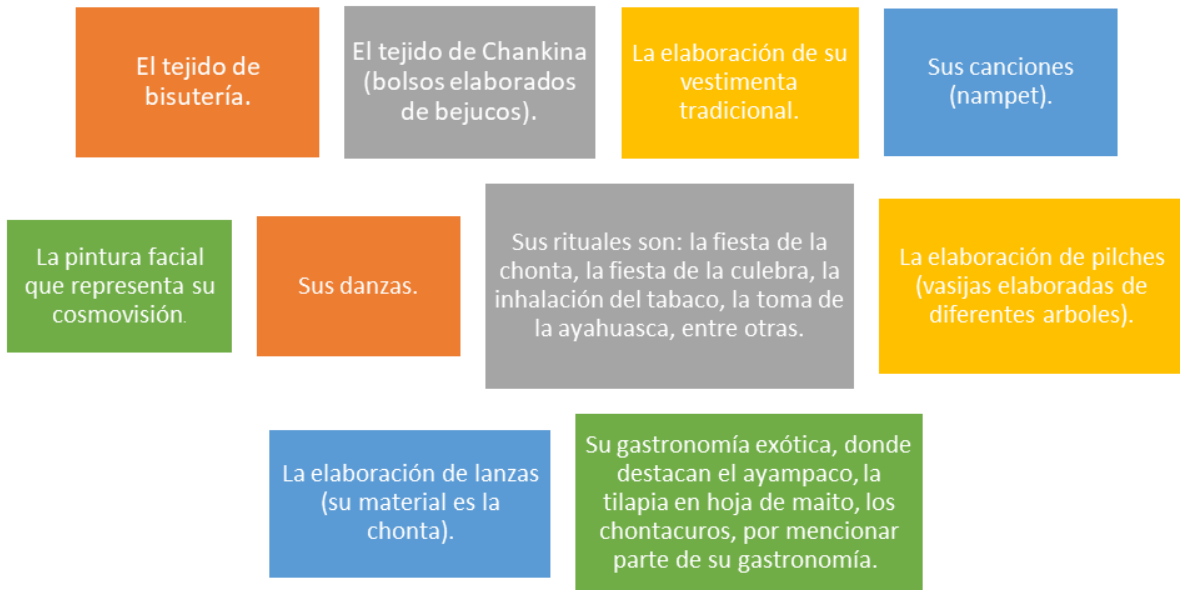 El tejido de
bisutería.
El tejido de Chankina
(bolsos elaborados
de bejucos).
La elaboración de su
vestimenta
tradicional.
Sus canciones
(nampet).
La pintura facial
que representa su
cosmovisión.
Sus danzas.
Sus rituales son: la fiesta de la
chonta, la fiesta de la culebra, la
inhalación del tabaco, la toma de
la ayahuasca, entre otras.
La elaboración de pilches
(vasijas elaboradas de
diferentes arboles).
La elaboración de lanzas
(su material es la
chonta).
Su gastronomía exótica, donde
destacan el ayampaco, la
tilapia en hoja de maito, los
chontacuros, por mencionar
parte de su gastronomía.